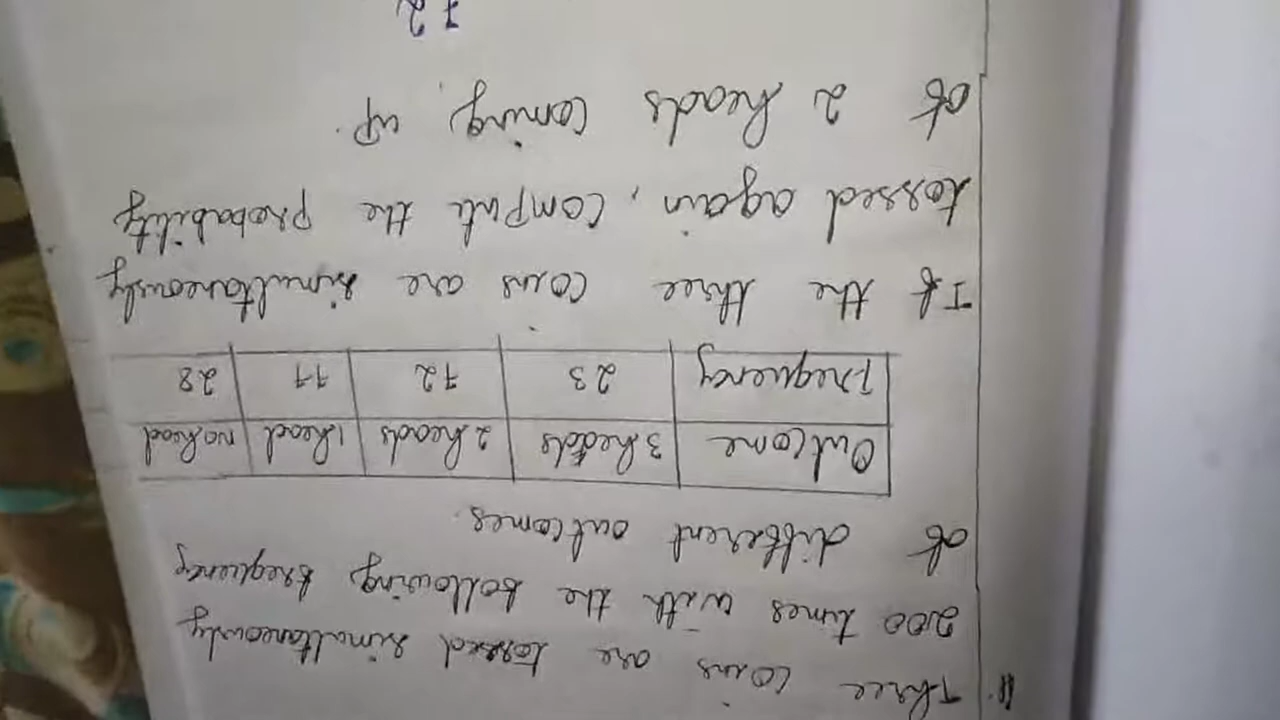 11. Three coins are tossed simultaneously
200 times with the following frequency
of different outcomes.
Outcome 3 heads 2 heads 1 head no head
Frequency 23 72 77 28
If the three coins are simultaneously
tossed again, compute the probability
of 2 heads coming up.
72